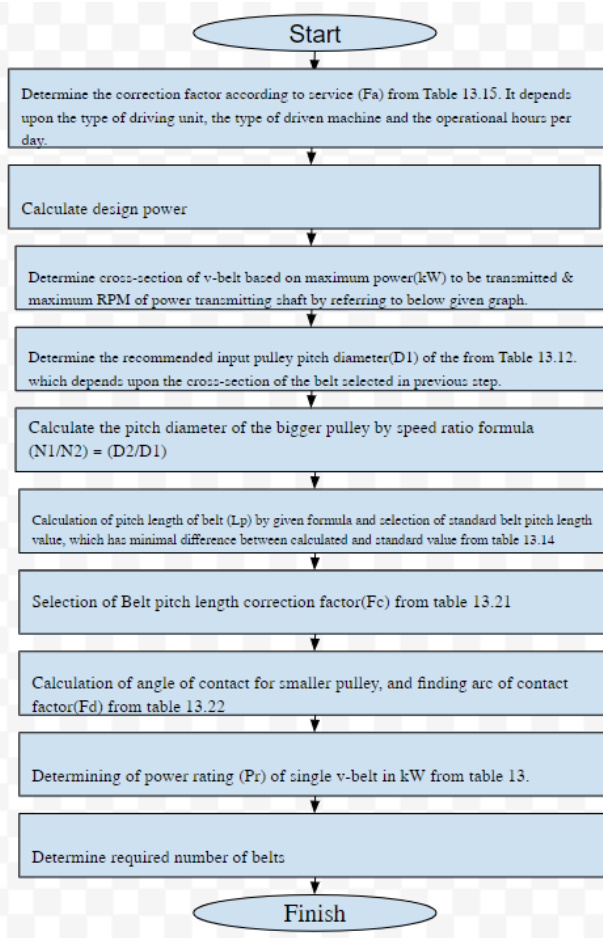 Start
Determine the correction factor according to service (Fa) from Table 13.15. It depends
upon the type of driving unit, the type of driven machine and the operational hours per
day.
Calculate design power
Determine cross-section of v-belt based on maximum power(kW) to be transmitted &
maximum RPM of power transmitting shaft by referring to below given graph.
Determine the recommended input pulley pitch diameter(D1) of the from Table 13.12.
which depends upon the cross-section of the belt selected in previous step.
Calculate the pitch diameter of the bigger pulley by speed ratio formula
(N1/N2) = (D2/D1)
Calculation of pitch length of belt (Lp) by given formula and selection of standard belt pitch length
value, which has minimal difference between calculated and standard value from table 13.14
Selection of Belt pitch length correction factor(Fc) from table 13.21
Calculation of angle of contact for smaller pulley, and finding arc of contact
factor(Fd) from table 13.22
Determining of power rating (Pr) of single v-belt in kW from table 13.
Determine required number of belts
Finish